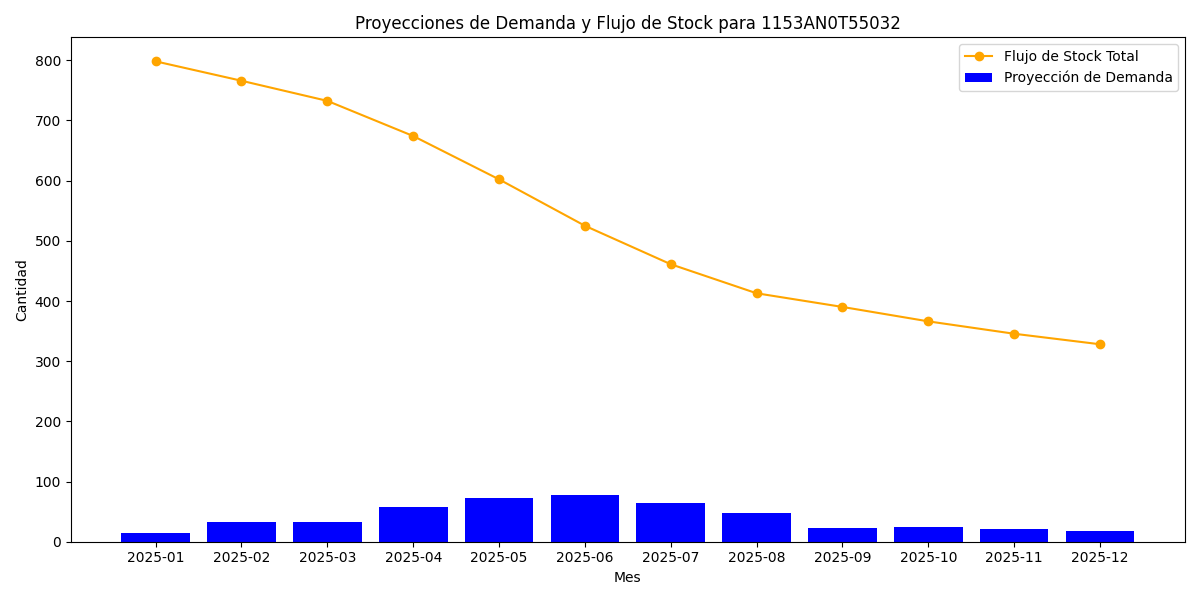 Proyecciones de Demanda y Flujo de Stock para 1153AN0T55032
Flujo de Stock Total
Proyección de Demanda
Cantidad
800
700
600
500
400
300
200
100
0
2025-01 2025-02 2025-03 2025-04 2025-05 2025-06 2025-07 2025-08 2025-09 2025-10 2025-11 2025-12
Mes